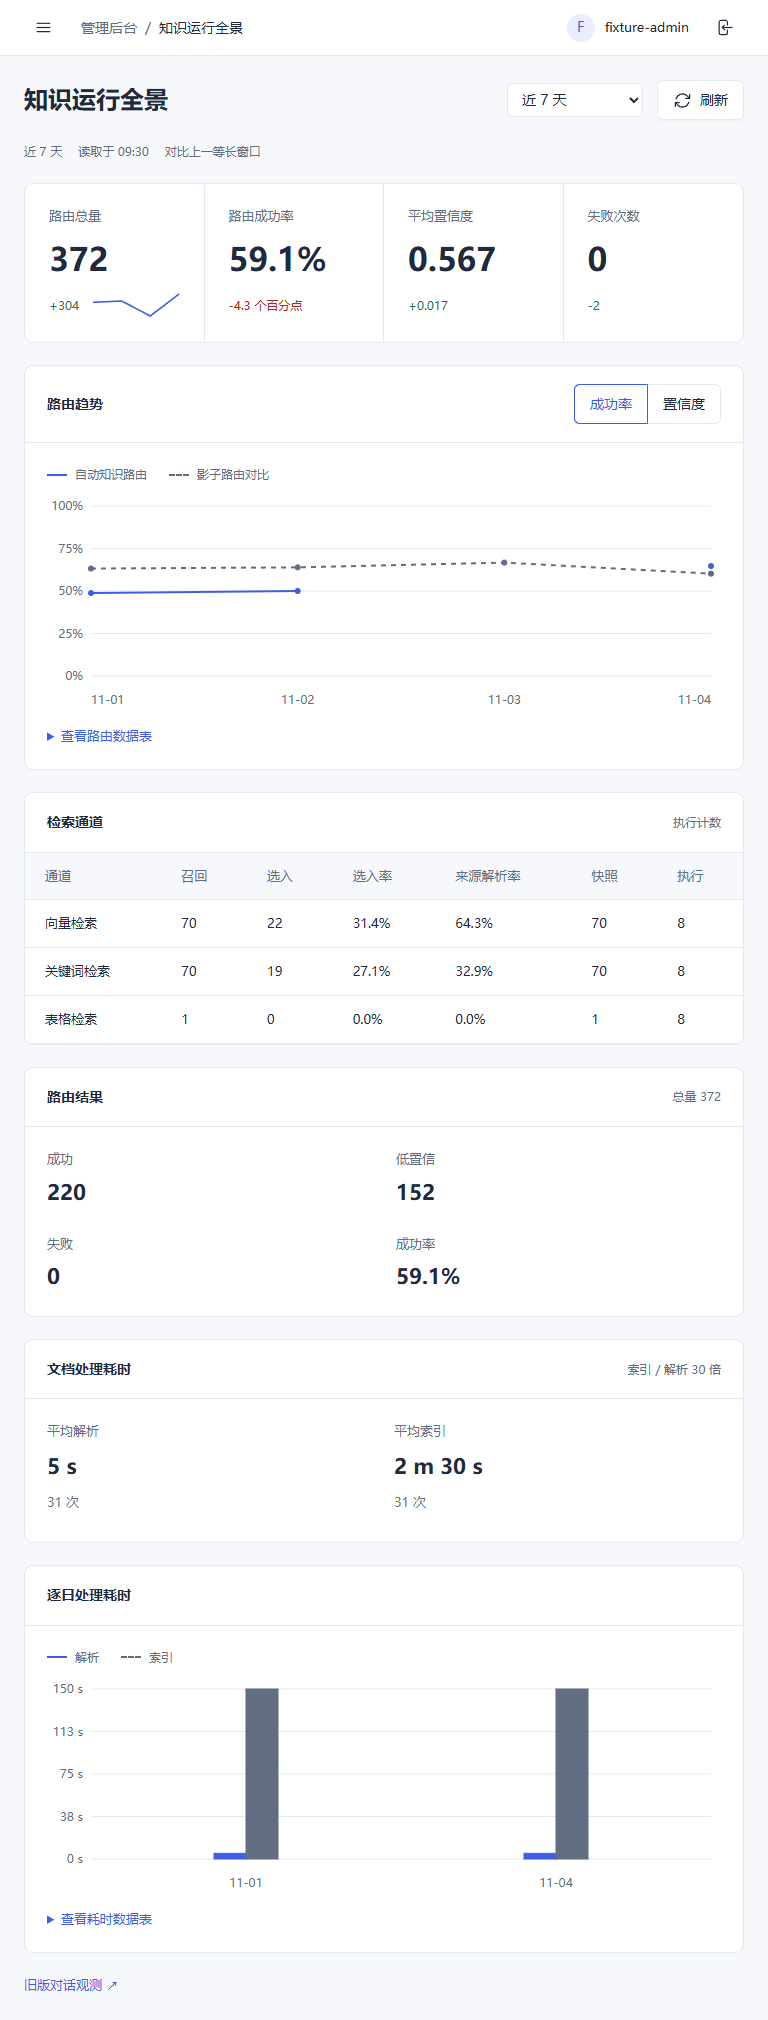 管理后台 / 知识运行全景
F fixture-admin
知识运行全景
近 7 天
刷新
近 7 天 读取于 09:30 对比上一等长窗口
路由总量 路由成功率 平均置信度 失败次数
372 59.1% 0.567 0
+304 -4.3 个百分点 +0.017 -2
路由趋势
成功率 置信度
自动知识路由 影子路由对比
100%
75%
50%
25%
0%
11-01 11-02 11-03 11-04
▶ 查看路由数据表
检索通道 执行计数
通道 召回 选入 选入率 来源解析率 快照 执行
向量检索 70 22 31.4% 64.3% 70 8
关键词检索 70 19 27.1% 32.9% 70 8
表格检索 1 0 0.0% 0.0% 1 8
路由结果 总量 372
成功 低置信
220 152
失败 成功率
0 59.1%
文档处理耗时 索引 / 解析 30 倍
平均解析 平均索引
5 s 2 m 30 s
31 次 31 次
逐日处理耗时
解析 索引
150 s
113 s
75 s
38 s
0 s
11-01 11-04
▶ 查看耗时数据表
旧版对话观测 ↗